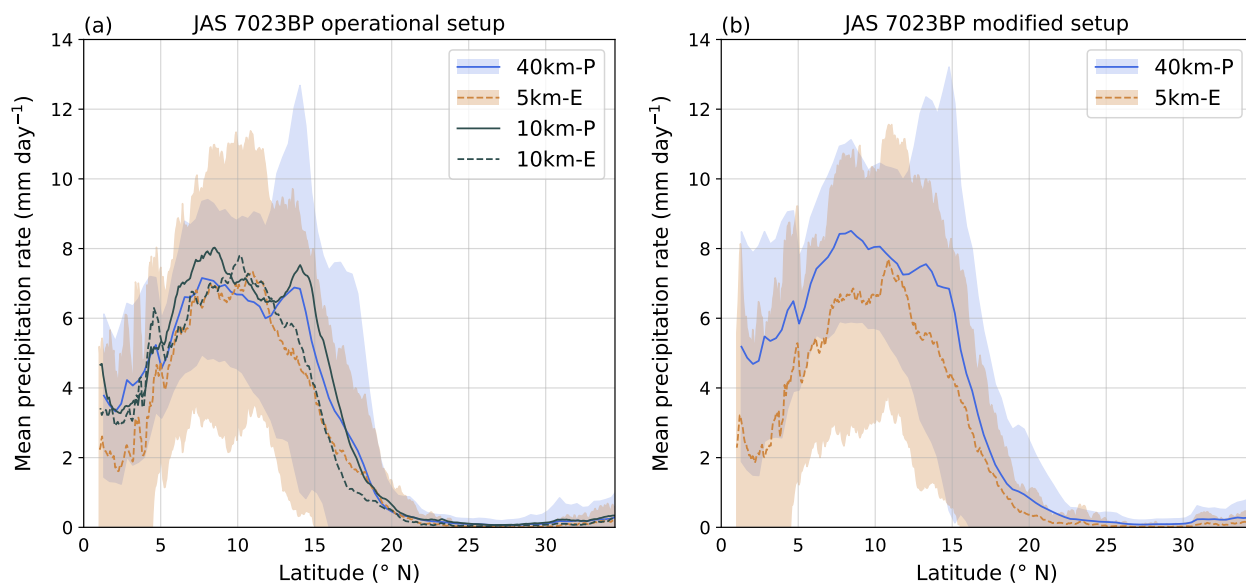 (a) JAS 7023BP operational setup
14
12
10
8
6
4
2
0
0 5 10 15 20 25 30
Mean precipitation rate (mm day⁻¹)
Latitude (° N)
40km-P
5km-E
10km-P
10km-E
(b) JAS 7023BP modified setup
14
12
10
8
6
4
2
0
0 5 10 15 20 25 30
Mean precipitation rate (mm day⁻¹)
Latitude (° N)
40km-P
5km-E